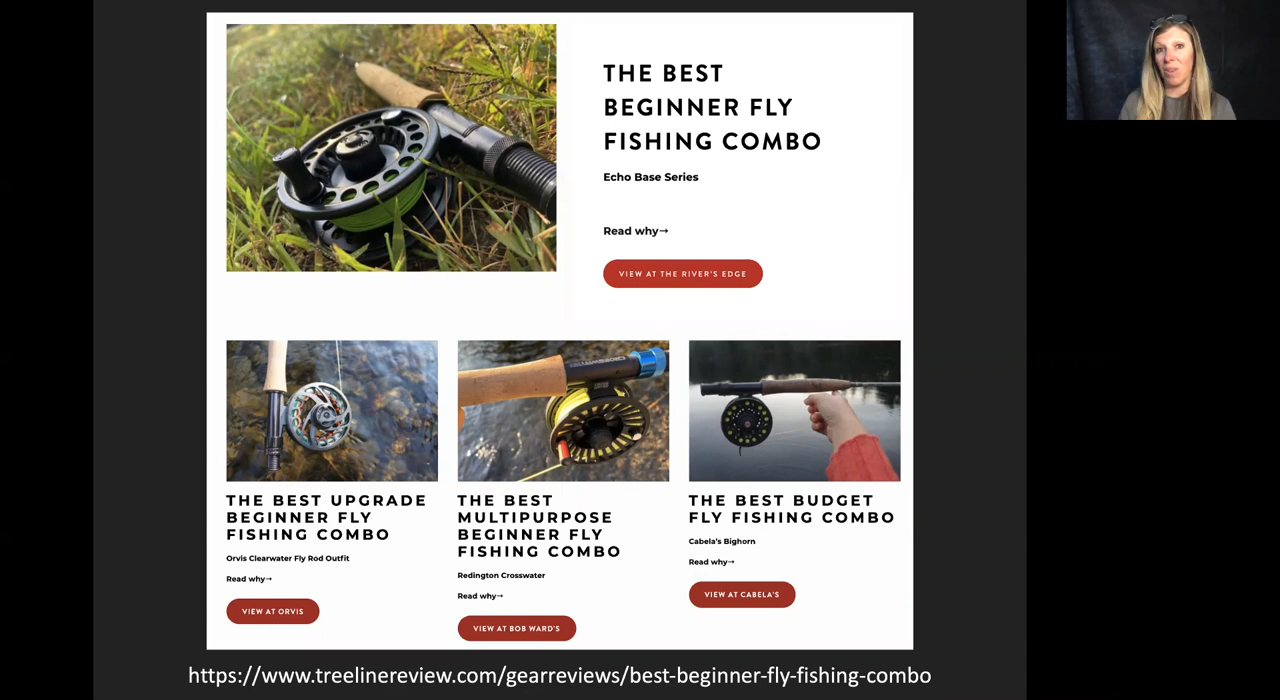 THE BEST
BEGINNER FLY
FISHING COMBO
Echo Base Series
Read why→
VIEW AT THE RIVER'S EDGE
THE BEST UPGRADE
BEGINNER FLY
FISHING COMBO
Orvis Clearwater Fly Rod Outfit
Read why→
VIEW AT ORVIS
THE BEST
MULTIPURPOSE
BEGINNER FLY
FISHING COMBO
Redington Crosswater
Read why→
VIEW AT BOB WARD'S
THE BEST BUDGET
FLY FISHING COMBO
Cabela's Bighorn
Read why→
VIEW AT CABELA'S
https://www.treelinereview.com/gearreviews/best-beginner-fly-fishing-combo